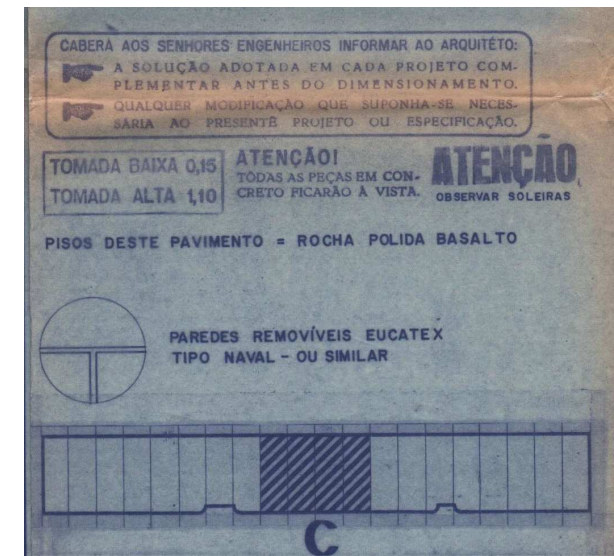 CABERÁ AOS SENHORES ENGENHEIROS INFORMAR AO ARQUITÉTO:
A SOLUÇÃO ADOTADA EM CADA PROJETO COM-
PLEMENTAR ANTES DO DIMENSIONAMENTO.
QUALQUER MODIFICAÇÃO QUE SUPONHA-SE NECES-
SÁRIA AO PRESENTE PROJETO OU ESPECIFICAÇÃO.
TOMADA BAIXA 0,15
TOMADA ALTA 1,10
ATENÇÃO!
TODAS AS PEÇAS EM CON-
CRETO FICARÃO À VISTA.
ATENÇÃO
OBSERVAR SOLEIRAS
PISOS DESTE PAVIMENTO = ROCHA POLIDA BASALTO
PAREDES REMOVÍVEIS EUCATEX
TIPO NAVAL - OU SIMILAR
C